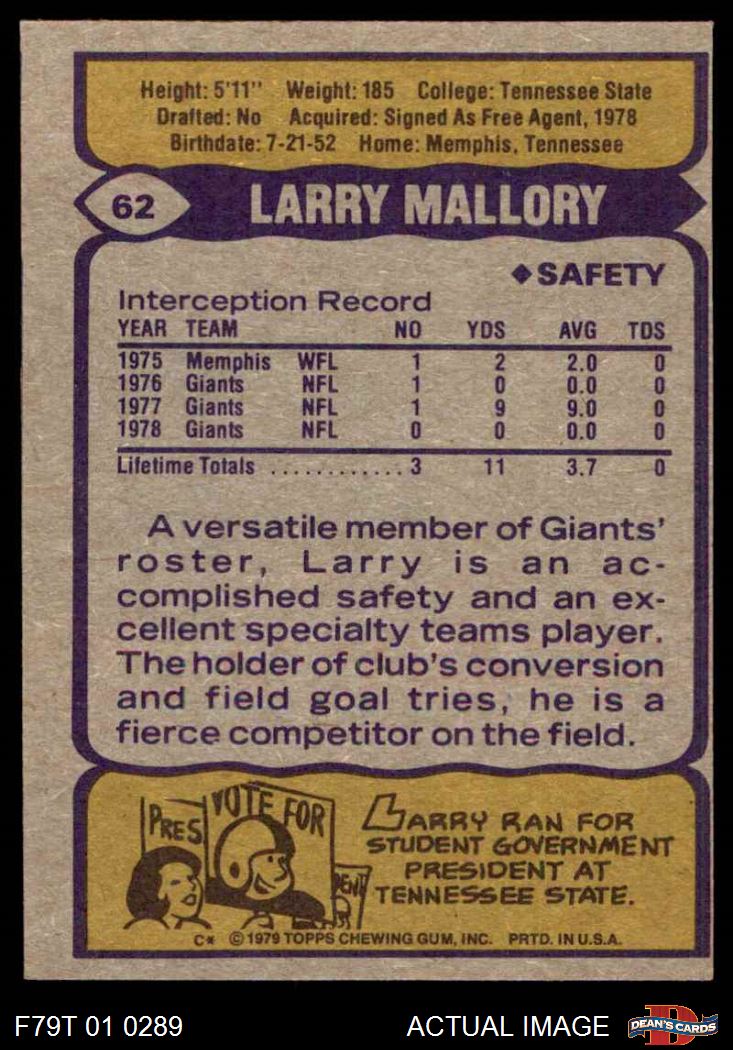 Height: 5'11" Weight: 185 College: Tennessee State
Drafted: No Acquired: Signed As Free Agent, 1978
Birthdate: 7-21-52 Home: Memphis, Tennessee
62 LARRY MALLORY
◆SAFETY
Interception Record
YEAR TEAM NO YDS AVG TDS
1975 Memphis WFL 1 2 2.0 0
1976 Giants NFL 1 0 0.0 0
1977 Giants NFL 1 9 9.0 0
1978 Giants NFL 0 0 0.0 0
Lifetime Totals ............ 3 11 3.7 0
A versatile member of Giants'
roster, Larry is an ac-
complished safety and an ex-
cellent specialty teams player.
The holder of club's conversion
and field goal tries, he is a
fierce competitor on the field.
PRES
VOTE FOR
DENT
LARRY RAN FOR
STUDENT GOVERNMENT
PRESIDENT AT
TENNESSEE STATE.
C* © 1979 TOPPS CHEWING GUM, INC. PRTD. IN U.S.A.
F79T 01 0289 ACTUAL IMAGE D DEAN'S CARDS